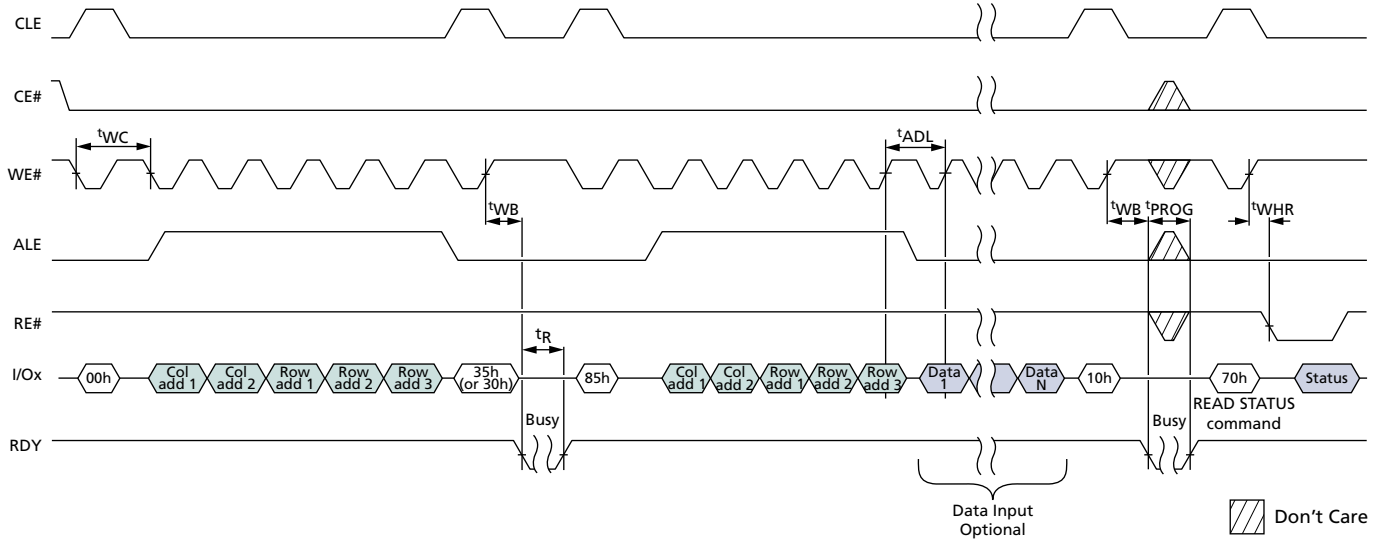 CLE
CE#
tWC
tADL
WE#
tWB
tWB
tPROG
tWHR
ALE
RE#
tR
I/Ox
00h
Col add 1
Col add 2
Row add 1
Row add 2
Row add 3
35h (or 30h)
85h
Col add 1
Col add 2
Row add 1
Row add 2
Row add 3
Data 1
Data N
10h
70h
Status
READ STATUS command
Busy
Busy
RDY
Data Input
Optional
Don't Care